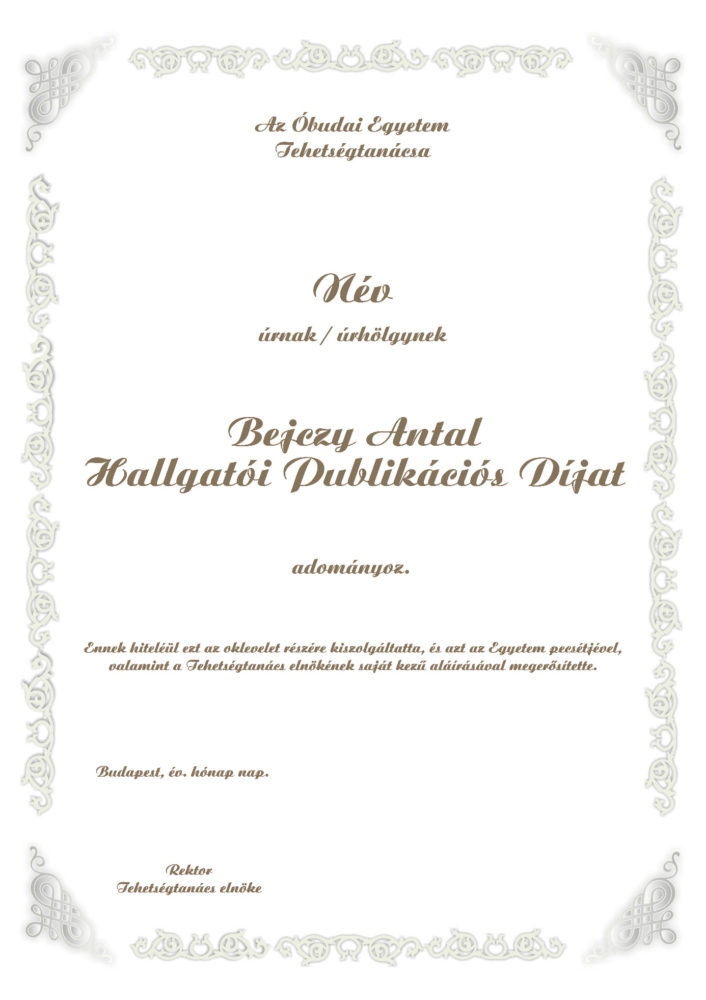 Az Óbudai Egyetem
Tehetségtanácsa
Név
úrnak / úrhölgynek
Bejczy Antal
Hallgatói Publikációs Díjat
adományoz.
Ennek hiteléül ezt az oklevelet részére kiszolgáltatta, és azt az Egyetem pecsétjével,
valamint a Tehetségtanács elnökének saját kezű aláírásával megerősítette.
Budapest, év. hónap nap.
Rektor
Tehetségtanács elnöke